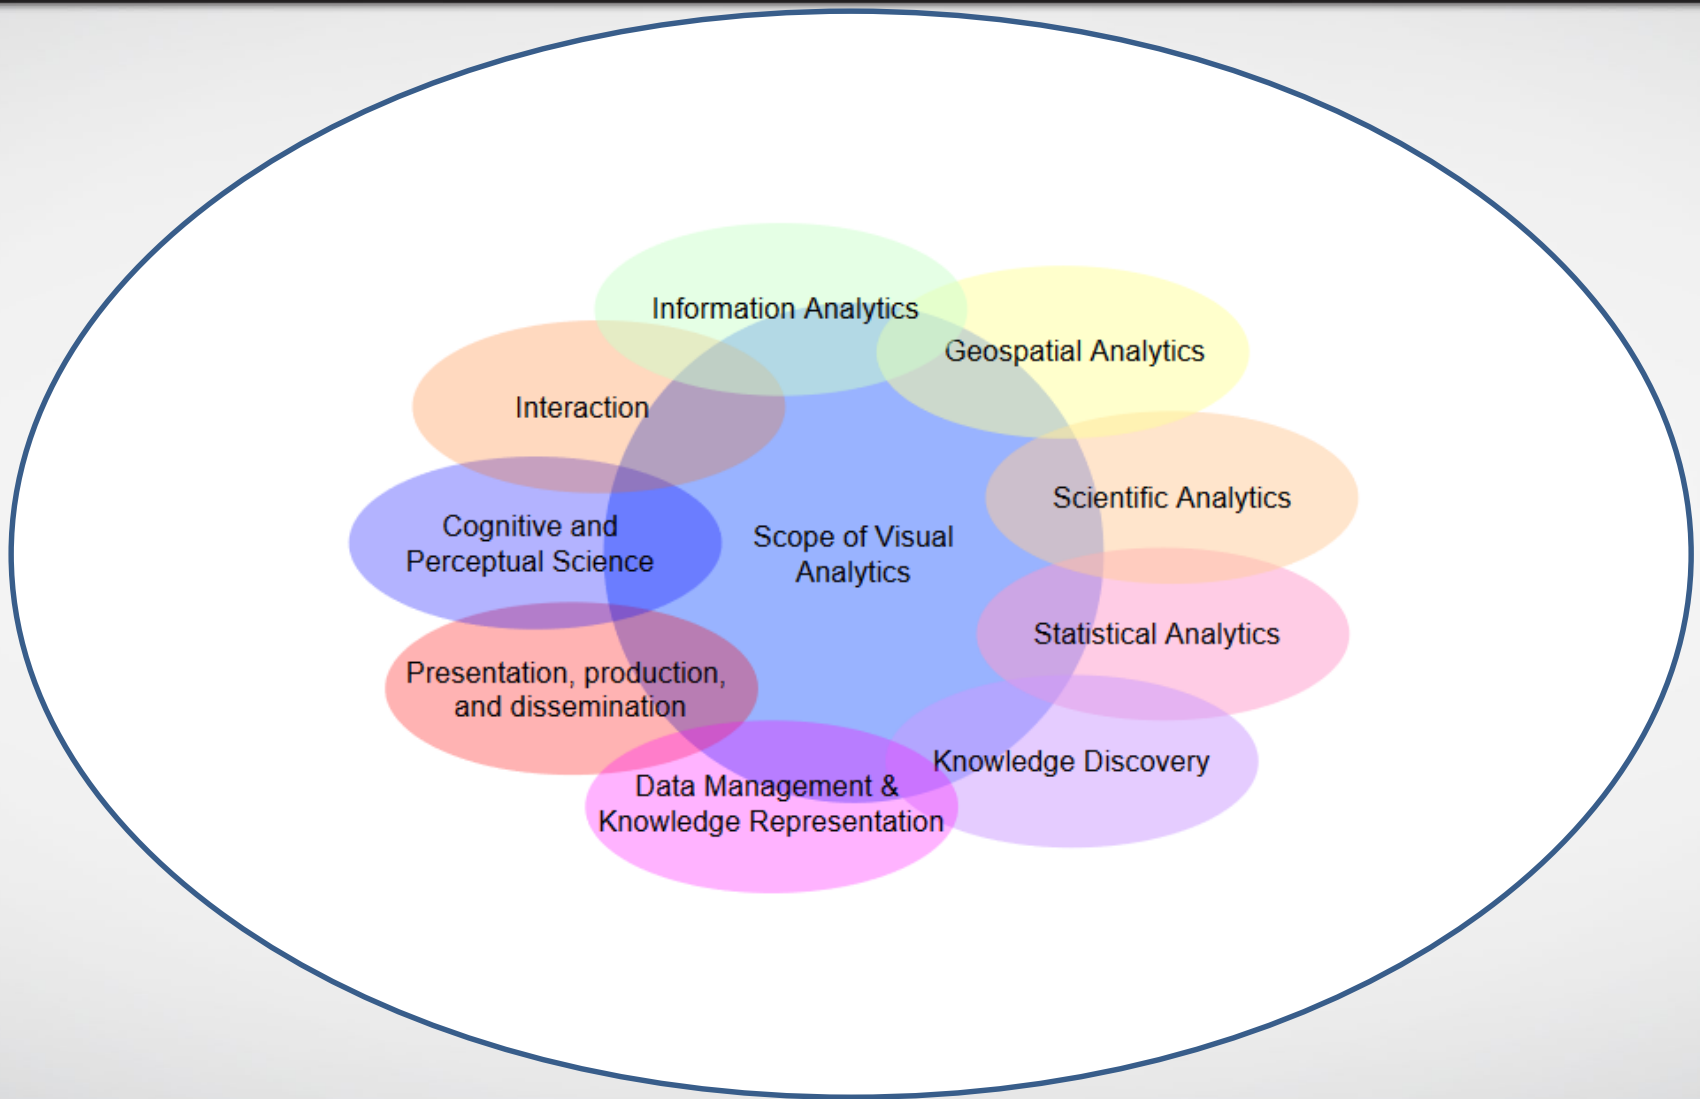 Information Analytics
Geospatial Analytics
Interaction
Scientific Analytics
Cognitive and
Perceptual Science
Scope of Visual
Analytics
Statistical Analytics
Presentation, production,
and dissemination
Knowledge Discovery
Data Management &
Knowledge Representation